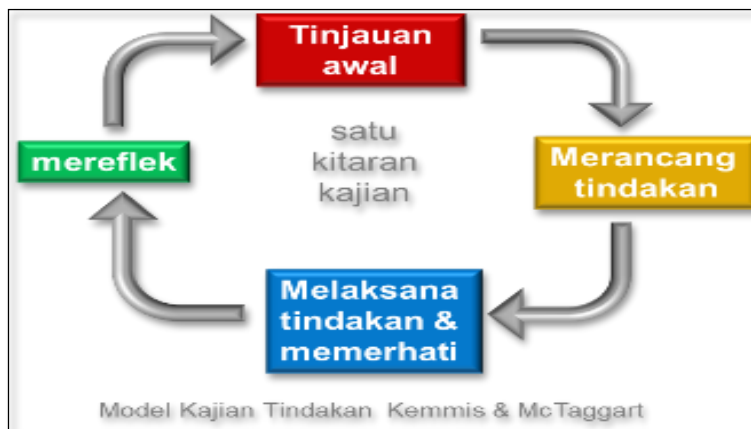 Tinjauan
awal
Merancang
tindakan
Melaksana
tindakan &
memerhati
mereflek
satu
kitaran
kajian
Model Kajian Tindakan Kemmis & McTaggart